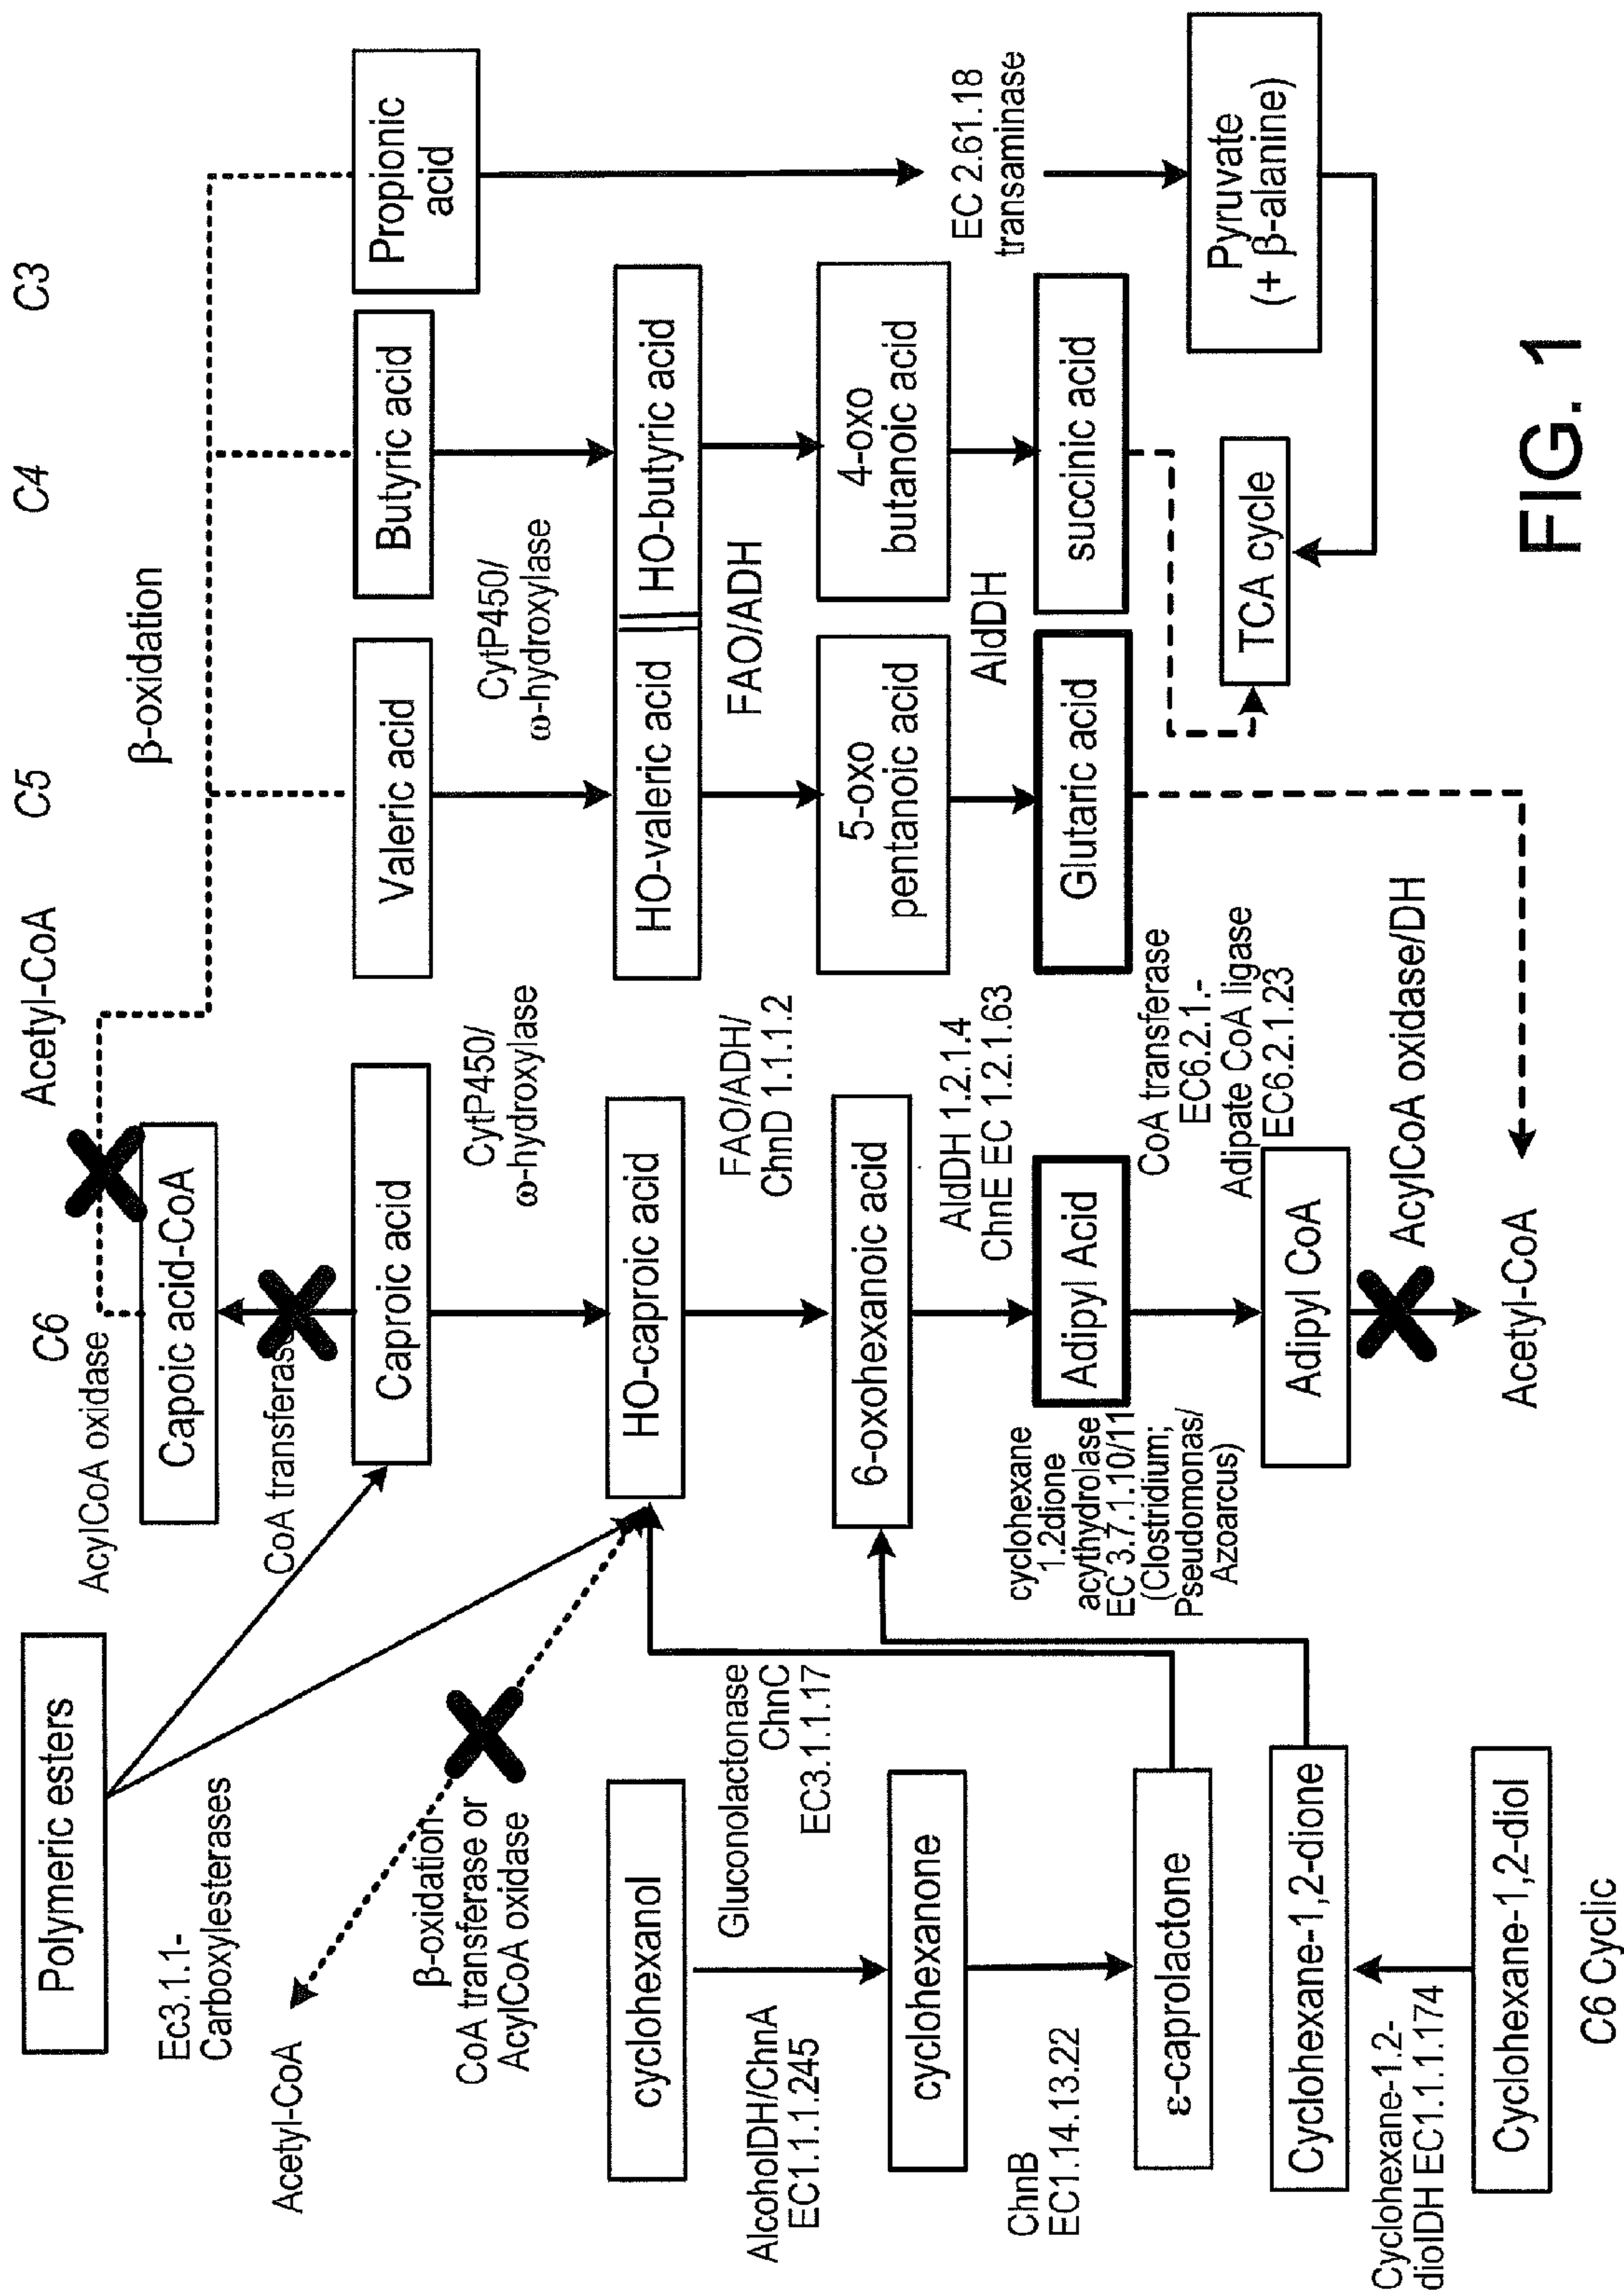 C6
Acetyl-CoA
C5
C4
C3
Polymeric esters
AcylCoA oxidase
β-oxidation
Capoic acid-CoA
Ec3.1.1-
Carboxylesterases
CoA transferase
Acetyl-CoA
Caproic acid
Valeric acid
Butyric acid
Propionic
acid
β-oxidation
CoA transferase or
AcylCoA oxidase
CytP450/
ω-hydroxylase
CytP450/
ω-hydroxylase
cyclohexanol
HO-caproic acid
HO-valeric acid
HO-butyric acid
AlcoholDH/ChnA
EC1.1.1.245
Gluconolactonase
ChnC
EC3.1.1.17
FAO/ADH/
ChnD 1.1.1.2
FAO/ADH
cyclohexanone
6-oxohexanoic acid
5-oxo
pentanoic acid
4-oxo
butanoic acid
EC 2.61.18
transaminase
ChnB
EC1.14.13.22
cyclohexane
1.2dione
acythydrolase
EC 3.7.1.10/11
(Clostridium;
Pseudomonas/
Azoarcus)
AldDH 1.2.1.4
ChnE EC 1.2.1.63
AldDH
ε-caprolactone
Adipyl Acid
Glutaric acid
succinic acid
CoA transferase
EC6.2.1.-
Adipate CoA ligase
EC6.2.1.23
Cyclohexane-1,2-dione
Adipyl CoA
TCA cycle
Pyruvate
(+ β-alanine)
Cyclohexane-1.2-
diolDH EC1.1.1.174
AcylCoA oxidase/DH
Cyclohexane-1,2-diol
Acetyl-CoA
C6 Cyclic
FIG. 1